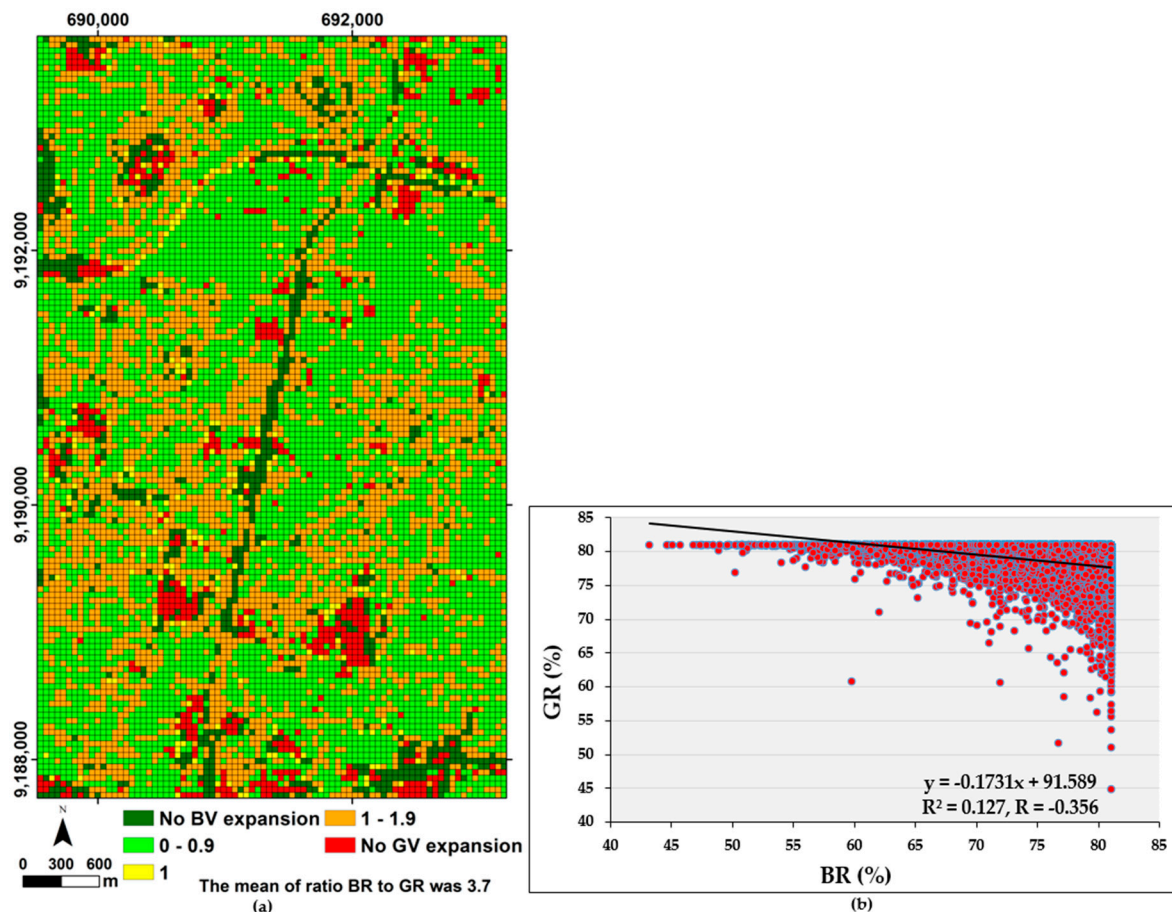 690,000 692,000
9,192,000
9,190,000
9,188,000
N
0 300 600
m
No BV expansion
0 - 0.9
1
1 - 1.9
No GV expansion
The mean of ratio BR to GR was 3.7
(a)
GR (%)
85
80
75
70
65
60
55
50
45
40
y = -0.1731x + 91.589
R² = 0.127, R = -0.356
40 45 50 55 60 65 70 75 80 85
BR (%)
(b)